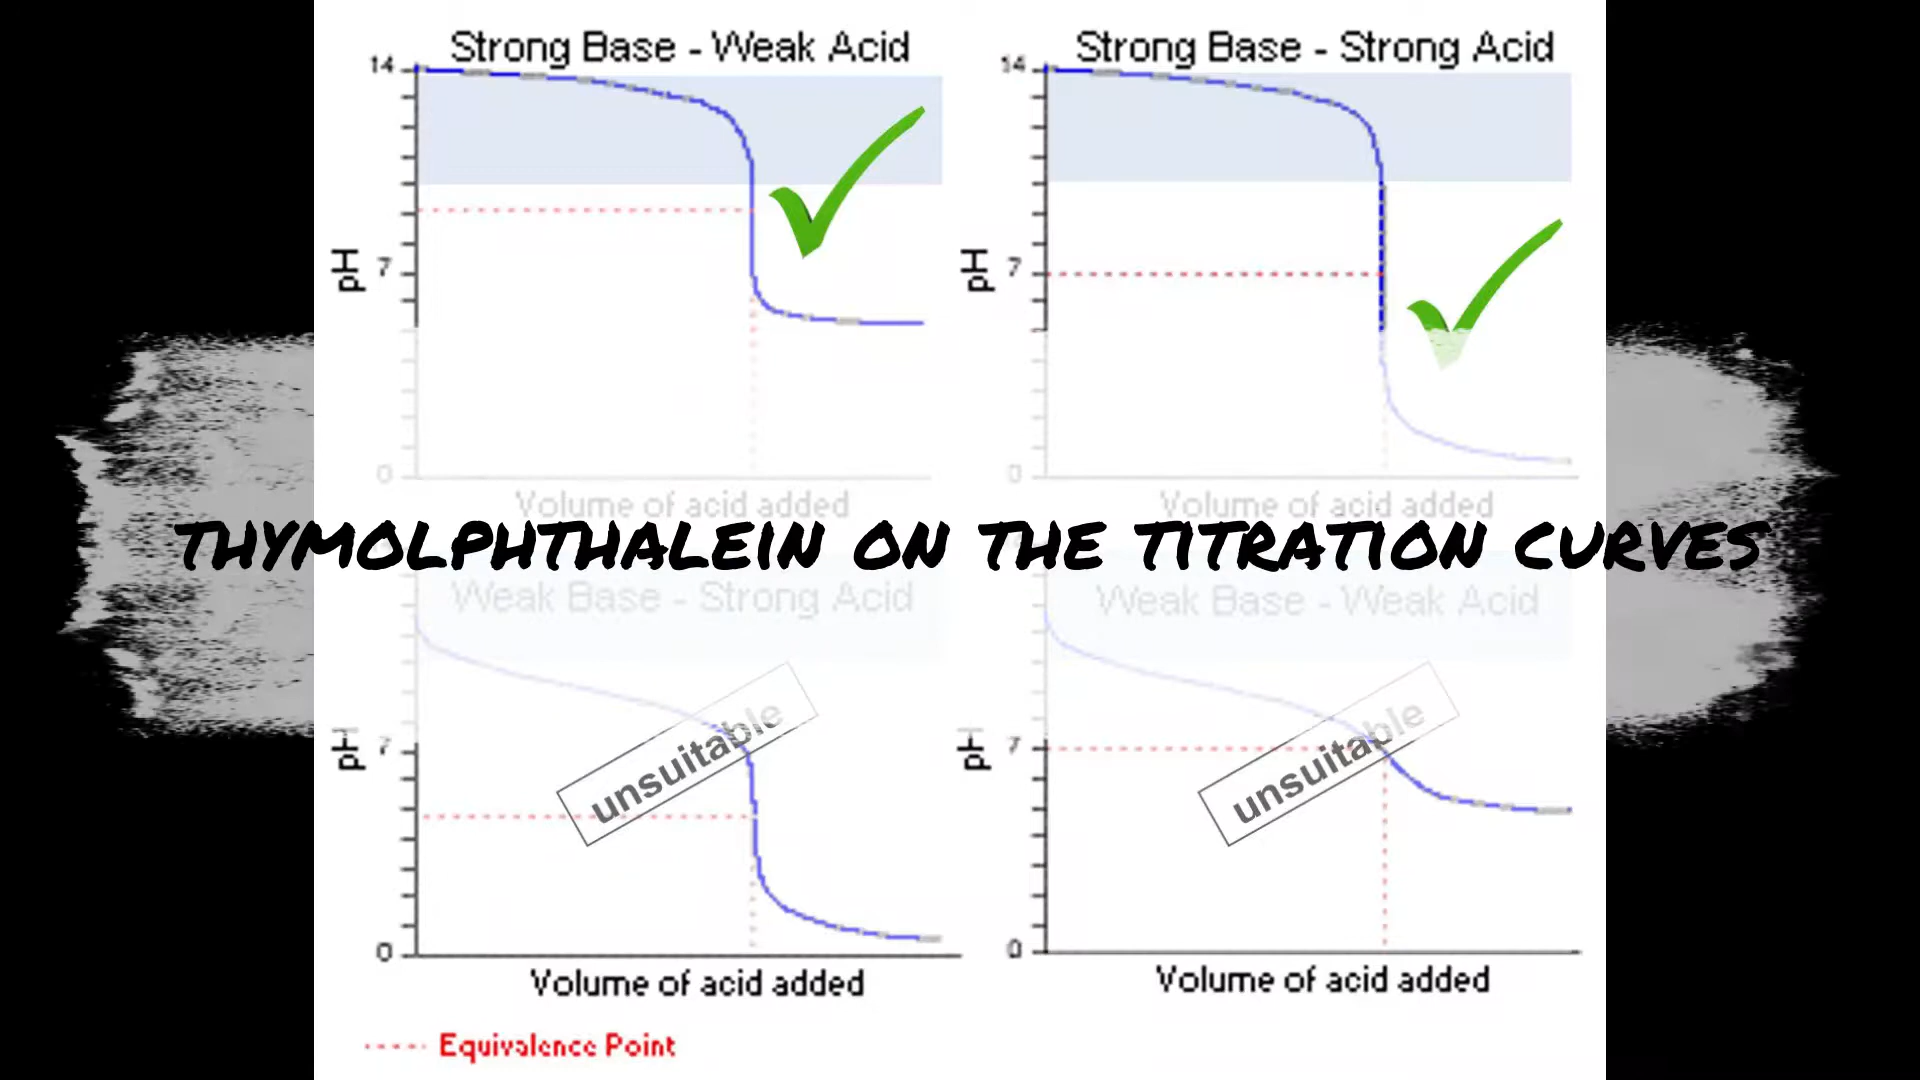 Strong Base - Weak Acid
14
pH
7
0
Volume of acid added
Strong Base - Strong Acid
14
pH
7
0
Volume of acid added
THYMOLPHTHALEIN ON THE TITRATION CURVES
Weak Base - Strong Acid
pH
7
unsuitable
0
Volume of acid added
Weak Base - Weak Acid
pH
7
unsuitable
0
Volume of acid added
Equivalence Point